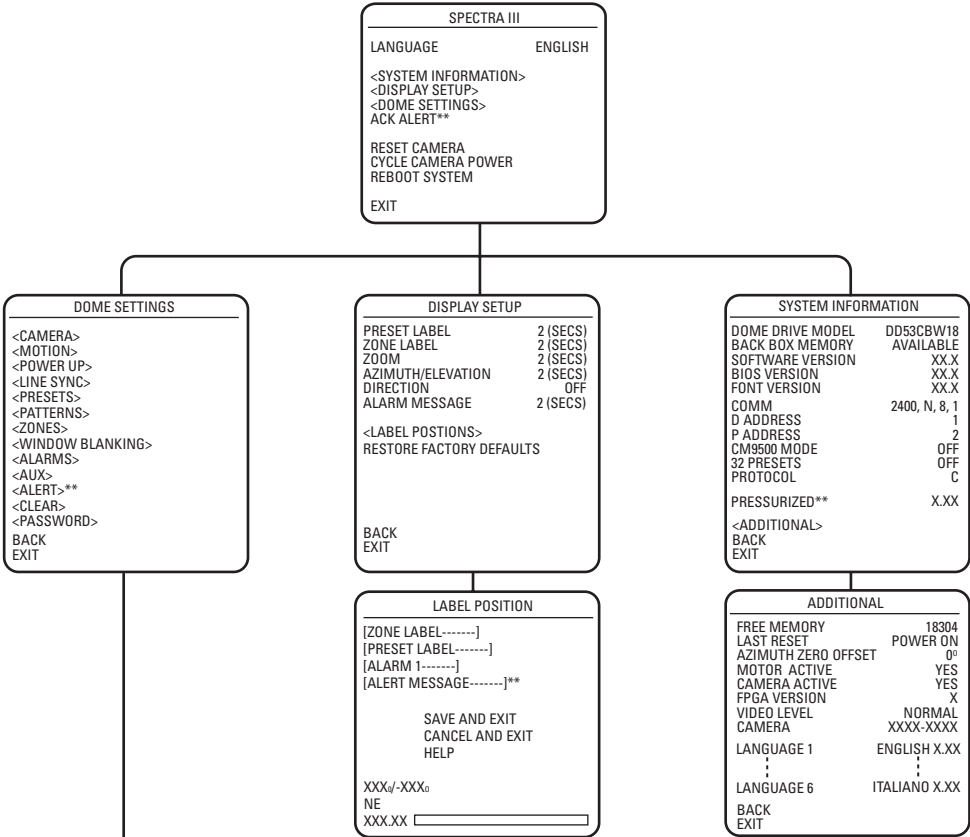 SPECTRA III
LANGUAGE ENGLISH
<SYSTEM INFORMATION>
<DISPLAY SETUP>
<DOME SETTINGS>
ACK ALERT**
RESET CAMERA
CYCLE CAMERA POWER
REBOOT SYSTEM
EXIT
DOME SETTINGS
<CAMERA>
<MOTION>
<POWER UP>
<LINE SYNC>
<PRESETS>
<PATTERNS>
<ZONES>
<WINDOW BLANKING>
<ALARMS>
<AUX>
<ALERT>**
<CLEAR>
<PASSWORD>
BACK
EXIT
DISPLAY SETUP
PRESET LABEL 2 (SECS)
ZONE LABEL 2 (SECS)
ZOOM 2 (SECS)
AZIMUTH/ELEVATION 2 (SECS)
DIRECTION OFF
ALARM MESSAGE 2 (SECS)
<LABEL POSTIONS>
RESTORE FACTORY DEFAULTS
BACK
EXIT
SYSTEM INFORMATION
DOME DRIVE MODEL DD53CBW18
BACK BOX MEMORY AVAILABLE
SOFTWARE VERSION XX.X
BIOS VERSION XX.X
FONT VERSION XX.X
COMM 2400, N, 8, 1
D ADDRESS 1
P ADDRESS 2
CM9500 MODE OFF
32 PRESETS OFF
PROTOCOL C
PRESSURIZED** X.XX
<ADDITIONAL>
BACK
EXIT
LABEL POSITION
[ZONE LABEL-------]
[PRESET LABEL-------]
[ALARM 1-------]
[ALERT MESSAGE-------]**
SAVE AND EXIT
CANCEL AND EXIT
HELP
XXX₀/-XXX₀
NE
XXX.XX
ADDITIONAL
FREE MEMORY 18304
LAST RESET POWER ON
AZIMUTH ZERO OFFSET 0º
MOTOR ACTIVE YES
CAMERA ACTIVE YES
FPGA VERSION X
VIDEO LEVEL NORMAL
CAMERA XXXX-XXXX
LANGUAGE 1 ENGLISH X.XX
LANGUAGE 6 ITALIANO X.XX
BACK
EXIT